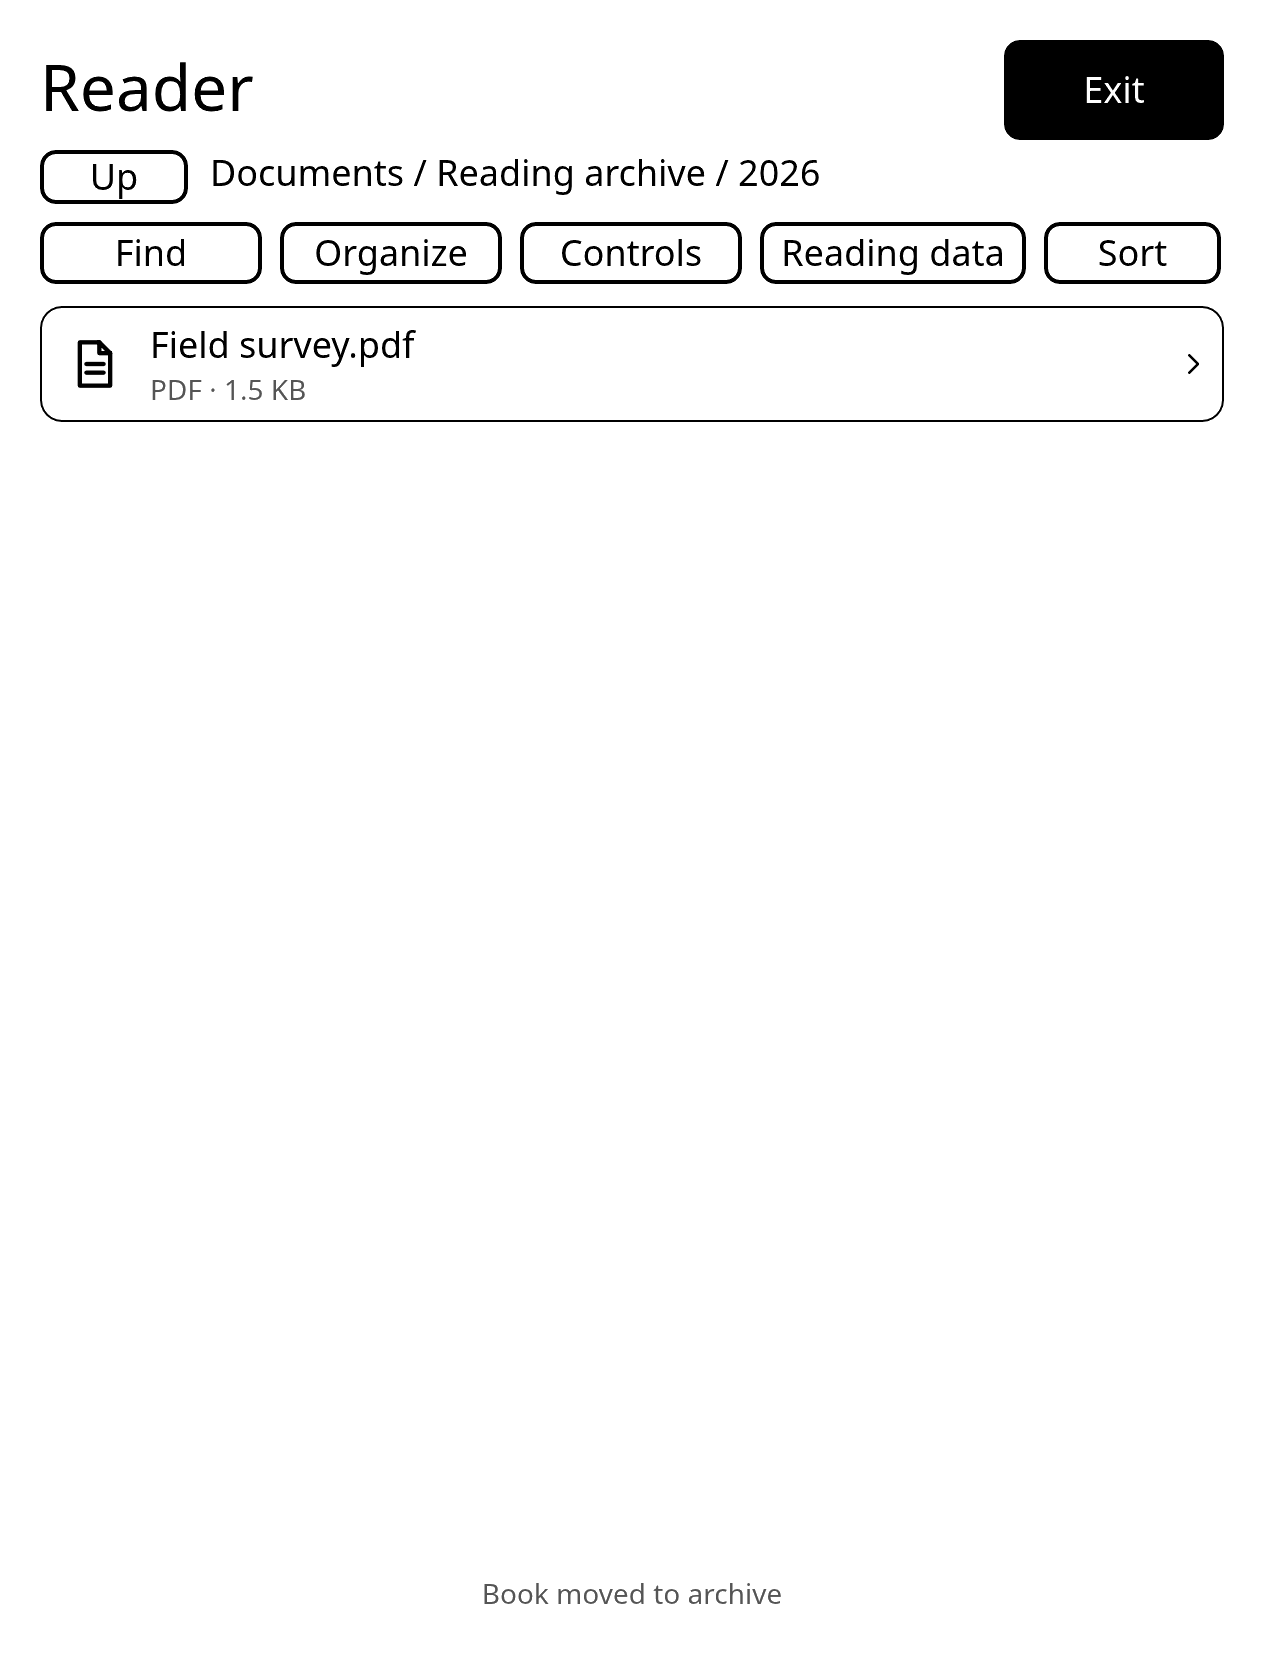 Reader
Exit
Up
Documents / Reading archive / 2026
Find
Organize
Controls
Reading data
Sort
Field survey.pdf
PDF · 1.5 KB
Book moved to archive